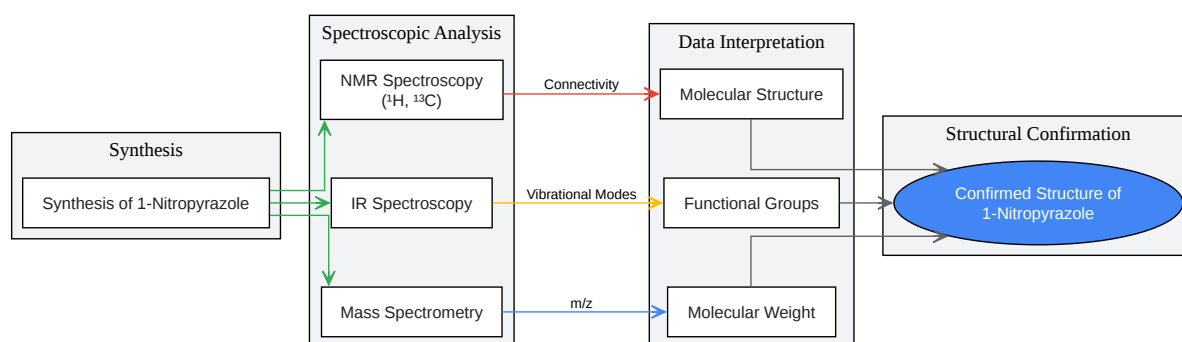 Synthesis
Synthesis of 1-Nitropyrazole
Spectroscopic Analysis
NMR Spectroscopy
(¹H, ¹³C)
IR Spectroscopy
Mass Spectrometry
Connectivity
Vibrational Modes
m/z
Data Interpretation
Molecular Structure
Functional Groups
Molecular Weight
Structural Confirmation
Confirmed Structure of
1-Nitropyrazole